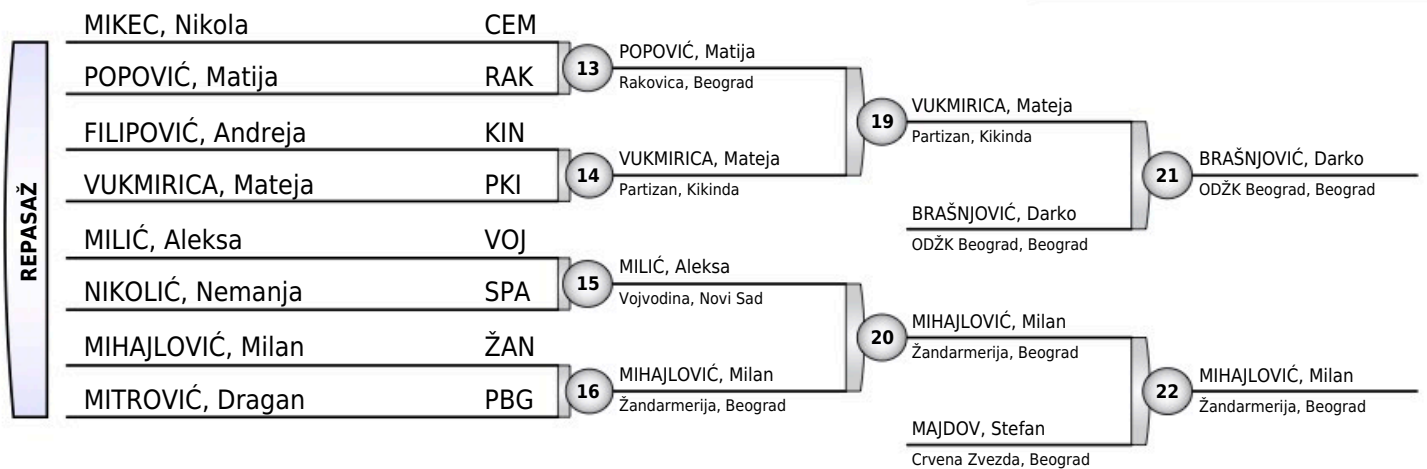 MIKEC, Nikola CEM
POPOVIĆ, Matija RAK
FILIPOVIĆ, Andreja KIN
VUKMIRICA, Mateja PKI
MILIĆ, Aleksa VOJ
NIKOLIĆ, Nemanja SPA
MIHAJLOVIĆ, Milan ŽAN
MITROVIĆ, Dragan PBG
REPASAŽ
13
POPOVIĆ, Matija
Rakovica, Beograd
14
VUKMIRICA, Mateja
Partizan, Kikinda
15
MILIĆ, Aleksa
Vojvodina, Novi Sad
16
MIHAJLOVIĆ, Milan
Žandarmerija, Beograd
19
VUKMIRICA, Mateja
Partizan, Kikinda
BRAŠNJOVIĆ, Darko
ODŽK Beograd, Beograd
20
MIHAJLOVIĆ, Milan
Žandarmerija, Beograd
MAJDOV, Stefan
Crvena Zvezda, Beograd
21
BRAŠNJOVIĆ, Darko
ODŽK Beograd, Beograd
22
MIHAJLOVIĆ, Milan
Žandarmerija, Beograd